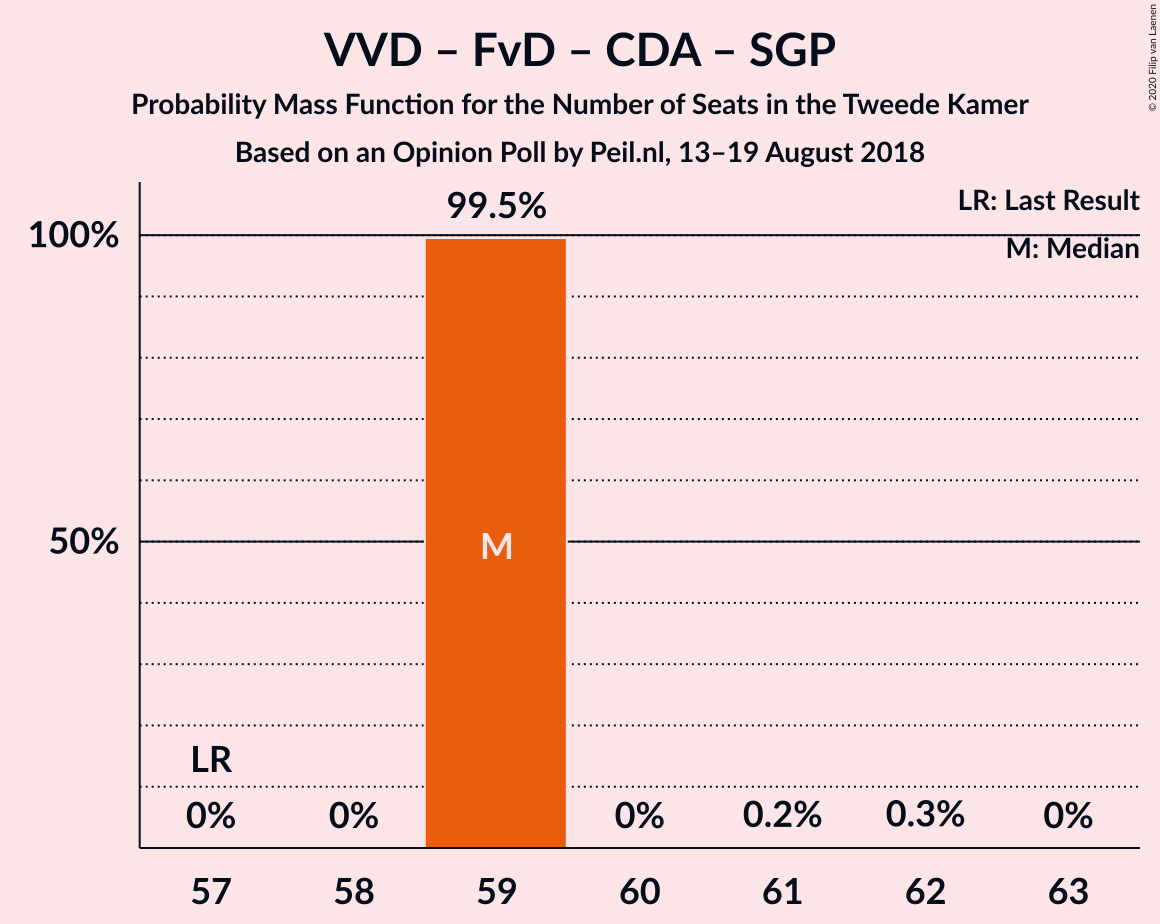 VVD – FvD – CDA – SGP
Probability Mass Function for the Number of Seats in the Tweede Kamer
Based on an Opinion Poll by Peil.nl, 13–19 August 2018
© 2020 Filip van Laenen
LR: Last Result
M: Median
99.5%
100%
50%
M
LR
0% 0% 0% 0.2% 0.3% 0%
57 58 59 60 61 62 63